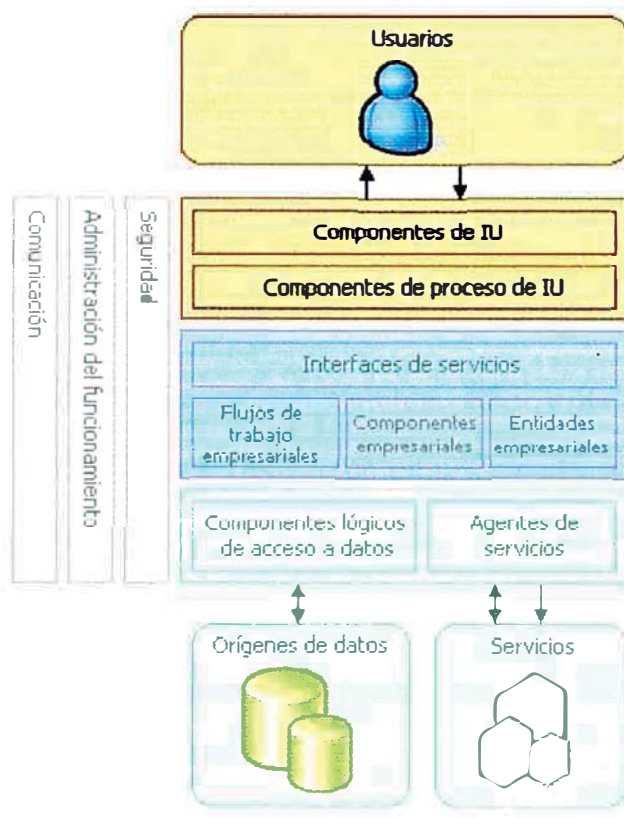 Usuarios
Componentes de IU
Componentes de proceso de IU
Interfaces de servicios
Flujos de
trabajo
empresariales
Componentes
empresariales
Entidades
empresariales
Componentes lógicos
de acceso a datos
Agentes de
servicios
Orígenes de datos
Servicios
Comunicación
Administración del funcionamiento
Seguridad